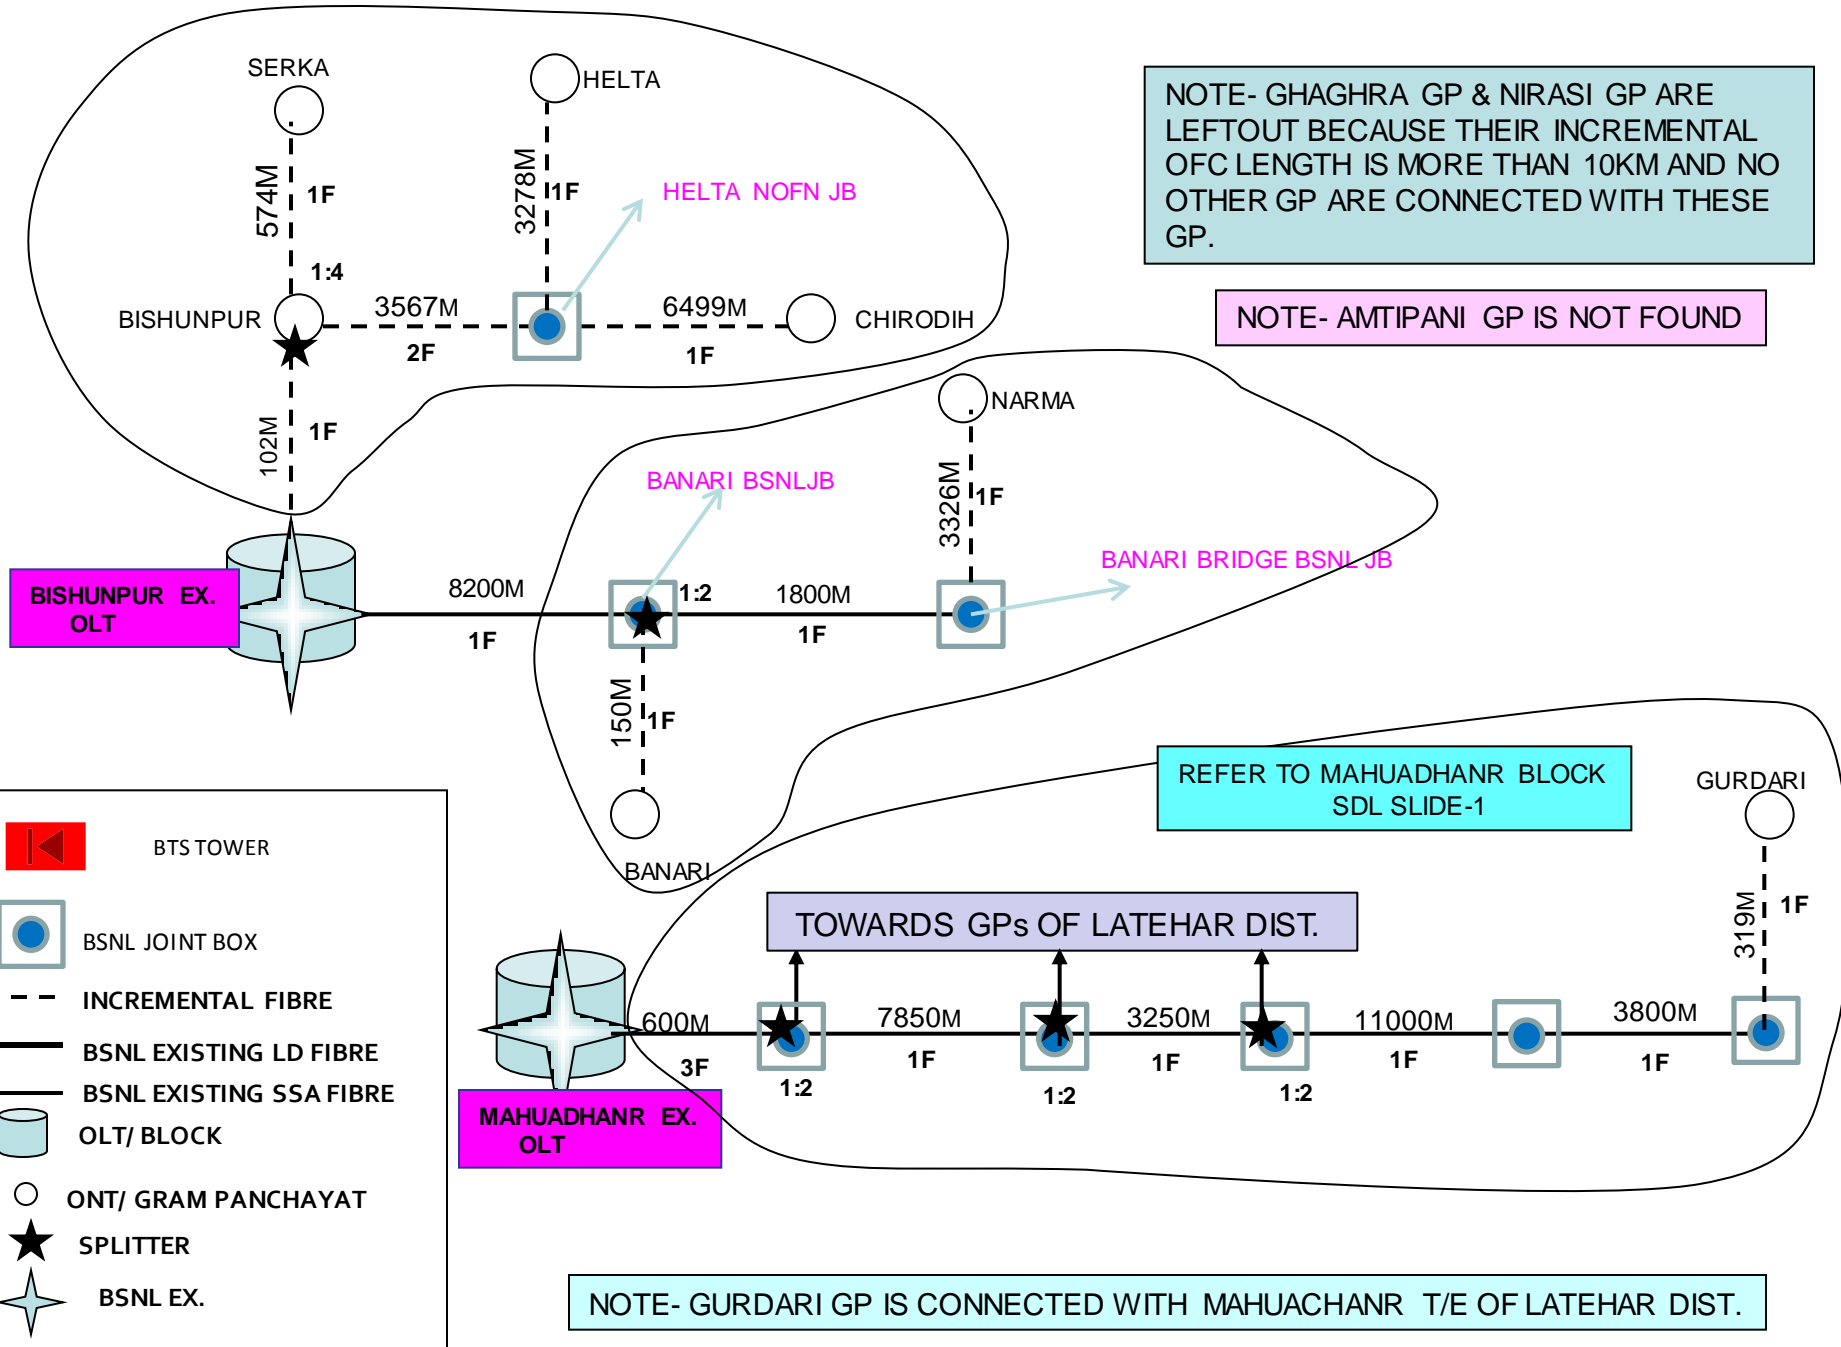 SERKA
HELTA
574M
1F
3278M
1F
HELTA NOFN JB
1:4
BISHUNPUR
3567M
2F
6499M
1F
CHIRODIH
102M
1F
NOTE- GHAGHRA GP & NIRASI GP ARE
LEFTOUT BECAUSE THEIR INCREMENTAL
OFC LENGTH IS MORE THAN 10KM AND NO
OTHER GP ARE CONNECTED WITH THESE
GP.
NOTE- AMTIPANI GP IS NOT FOUND
NARMA
3326M
1F
BANARI BSNLJB
BANARI BRIDGE BSNL JB
BISHUNPUR EX.
OLT
8200M
1F
1:2
1800M
1F
150M
1F
BANARI
REFER TO MAHUADHANR BLOCK
SDL SLIDE-1
GURDARI
319M
1F
TOWARDS GPs OF LATEHAR DIST.
MAHUADHANR EX.
OLT
600M
3F
1:2
7850M
1F
1:2
3250M
1F
1:2
11000M
1F
3800M
1F
BTS TOWER
BSNL JOINT BOX
INCREMENTAL FIBRE
BSNL EXISTING LD FIBRE
BSNL EXISTING SSA FIBRE
OLT/ BLOCK
ONT/ GRAM PANCHAYAT
SPLITTER
BSNL EX.
NOTE- GURDARI GP IS CONNECTED WITH MAHUACHANR T/E OF LATEHAR DIST.